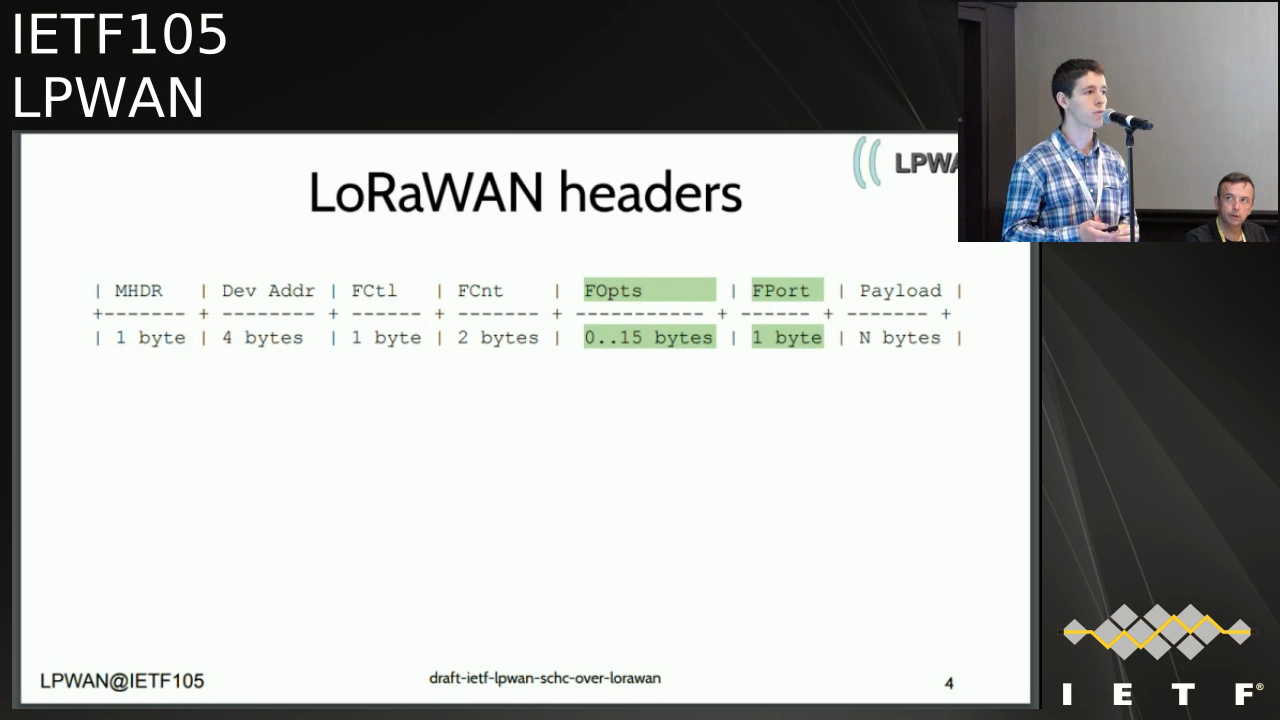 IETF105
LPWAN
LPWA
LoRaWAN headers
| MHDR | Dev Addr | FCtl | FCnt | FOpts | FPort | Payload |
+------- + -------- + ------ + ------- + ----------- + ------ + ------- +
| 1 byte | 4 bytes | 1 byte | 2 bytes | 0..15 bytes | 1 byte | N bytes |
LPWAN@IETF105
draft-ietf-lpwan-schc-over-lorawan
4
I E T F®